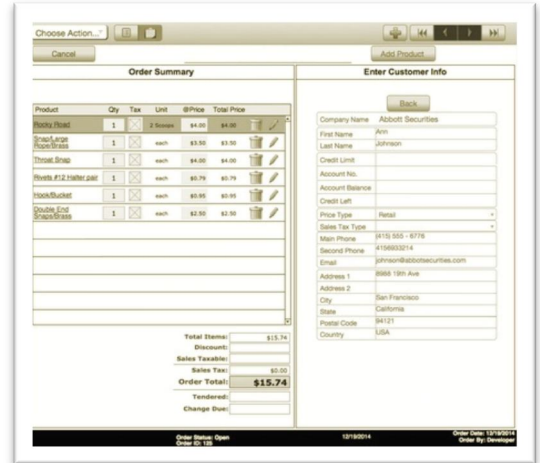 Choose Action...
Cancel
Add Product
Order Summary
Enter Customer Info
Back
Product Qty Tax Unit @Price Total Price
Rocky Road 1 2 Scoops $4.00 $4.00
Snap/Large
Rope/Brass 1 each $3.50 $3.50
Throat Snap 1 each $4.00 $4.00
Rivets #12 Halter pair 1 each $0.79 $0.79
Hook/Bucket 1 each $0.95 $0.95
Double End
Snaps/Brass 1 each $2.50 $2.50
Total Items: $15.74
Discount:
Sales Taxable:
Sales Tax: $0.00
Order Total: $15.74
Tendered:
Change Due:
Company Name Abbott Securities
First Name Ann
Last Name Johnson
Credit Limit
Account No.
Account Balance
Credit Left
Price Type Retail
Sales Tax Type
Main Phone (415) 555 - 6778
Second Phone 4156933214
Email johnson@abbotsecurities.com
Address 1 8988 19th Ave
Address 2
City San Francisco
State California
Postal Code 94121
Country USA
Order Status: Open
Order ID: 135
12/19/2014
Order Date: 12/19/2014
Order By: Developer